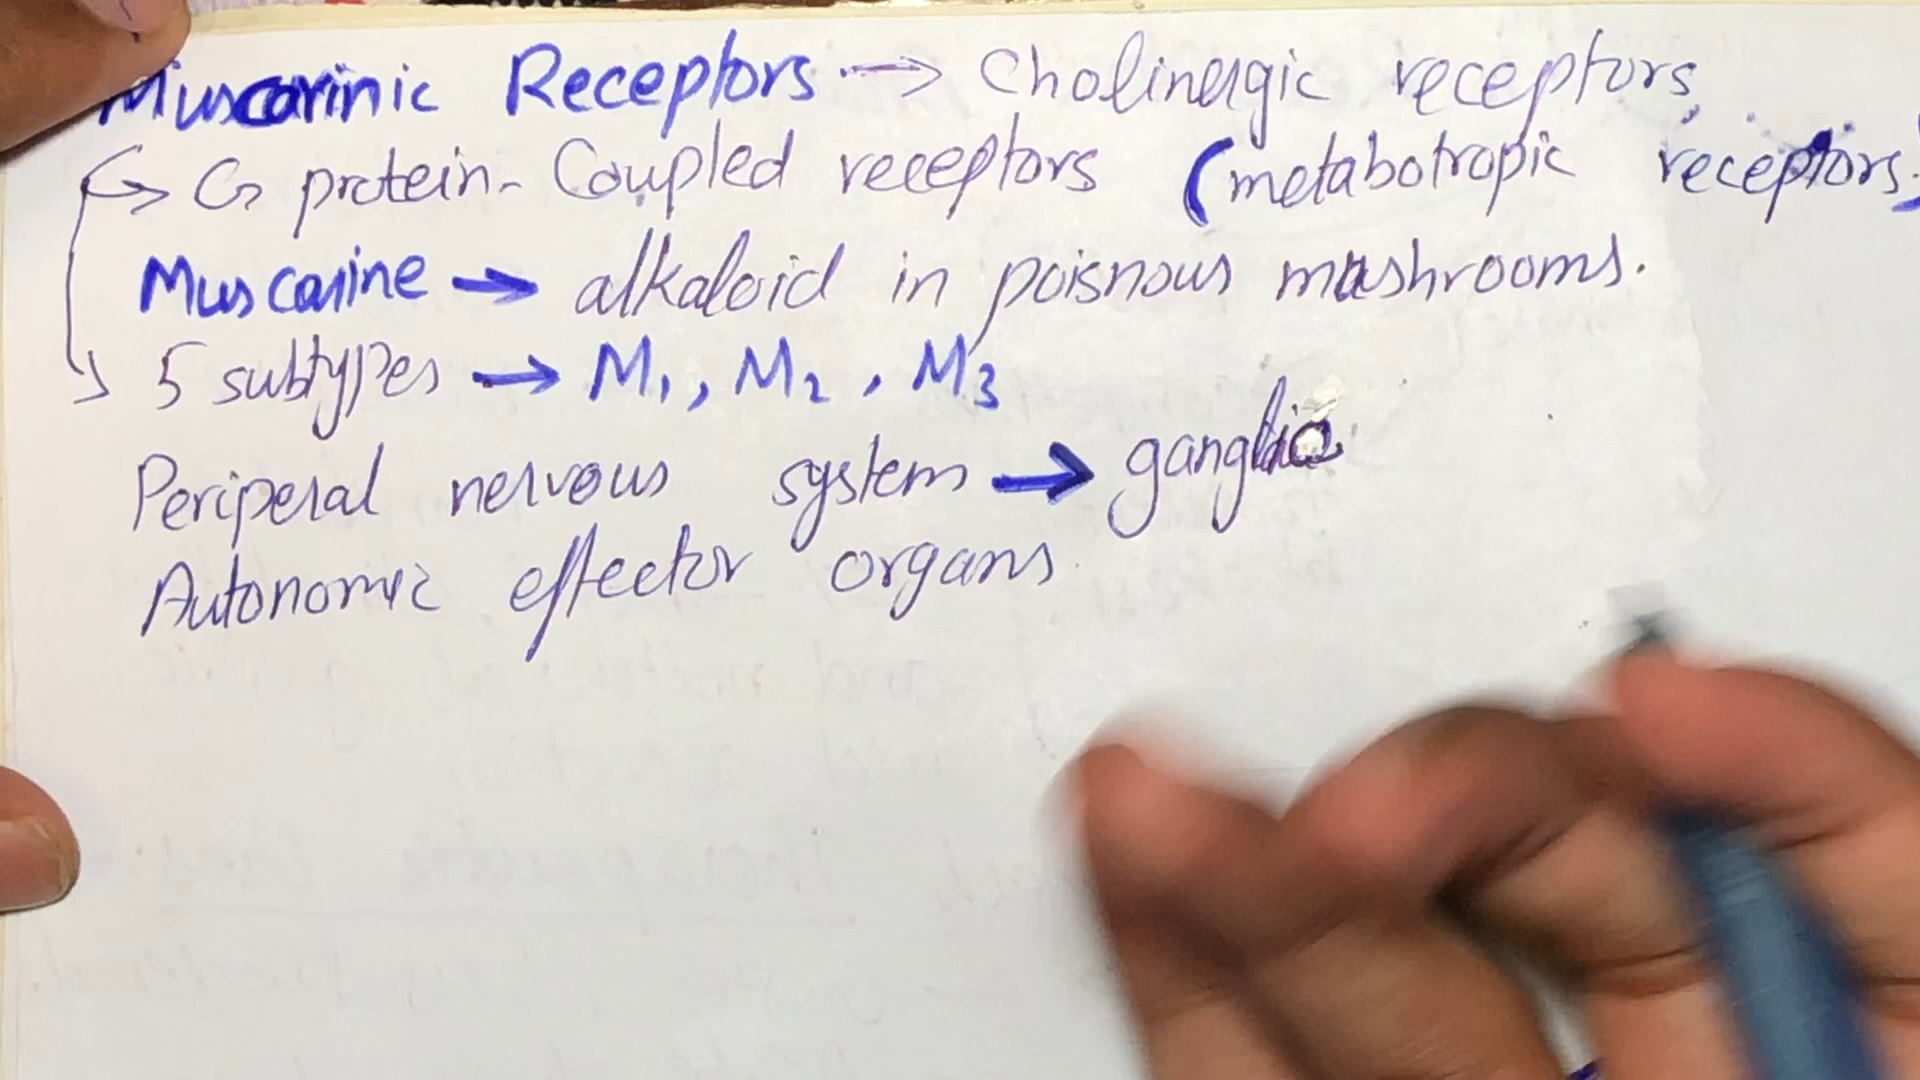 Muscarinic Receptors → Cholinergic receptors
↳ G protein-Coupled receptors (metabotropic receptors)
Muscarine → alkaloid in poisnous mushrooms.
↳ 5 subtypes → M₁, M₂, M₃
Periperal nervous system → ganglia
Autonomic effector organs